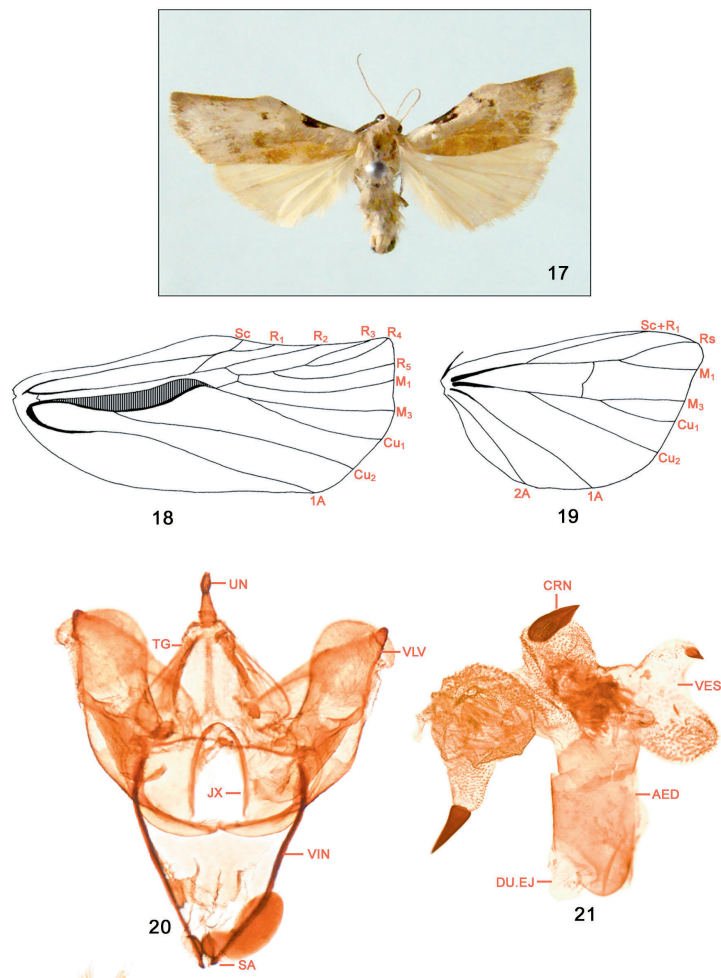 17
Sc R1 R2 R3 R4
R5
M1
M3
Cu1
Cu2
1A
18
Sc+R1
Rs
M1
M3
Cu1
Cu2
2A 1A
19
UN
TG
VLV
JX
VIN
20
SA
CRN
VES
AED
DU.EJ
21